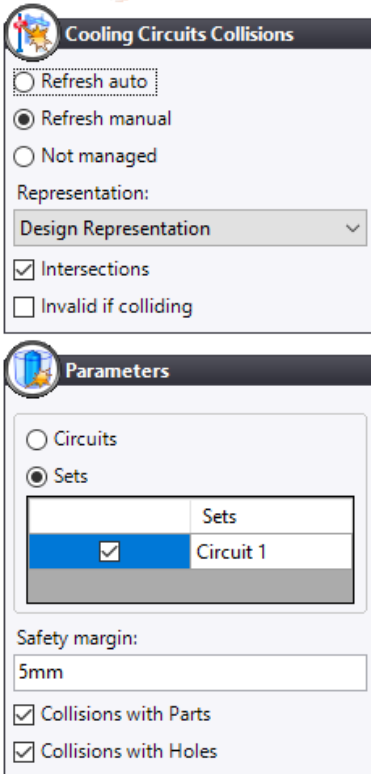 Cooling Circuits Collisions
Refresh auto
Refresh manual
Not managed
Representation:
Design Representation
Intersections
Invalid if colliding
Parameters
Circuits
Sets
Sets
Circuit 1
Safety margin:
5mm
Collisions with Parts
Collisions with Holes